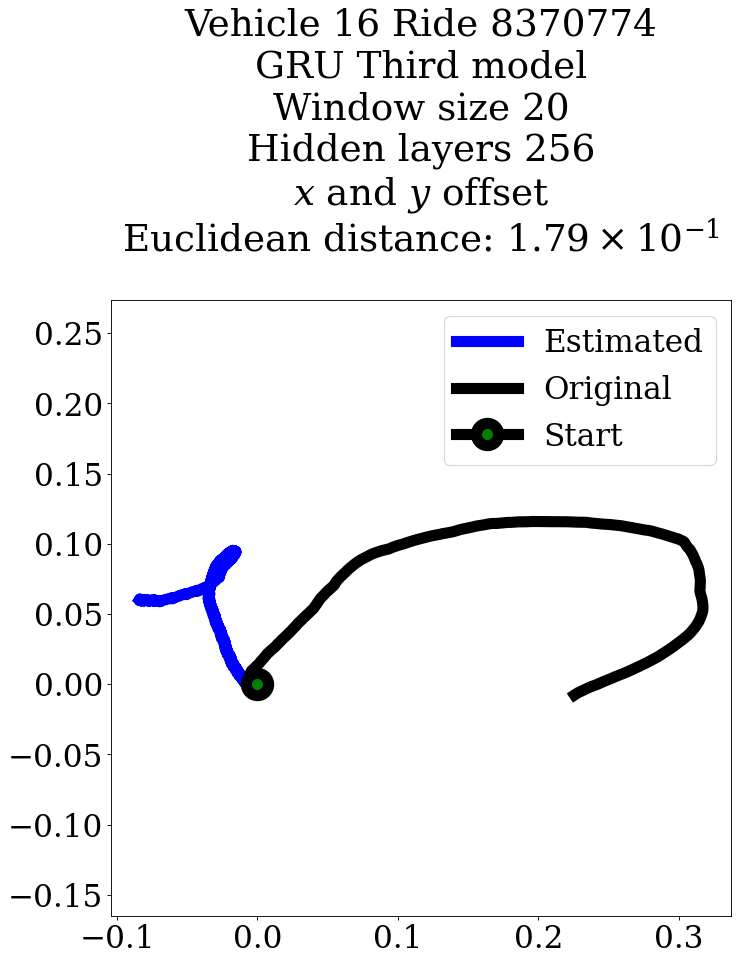 Vehicle 16 Ride 8370774
GRU Third model
Window size 20
Hidden layers 256
x and y offset
Euclidean distance: 1.79 × 10⁻¹
Estimated
Original
Start
0.25
0.20
0.15
0.10
0.05
0.00
−0.05
−0.10
−0.15
−0.1 0.0 0.1 0.2 0.3